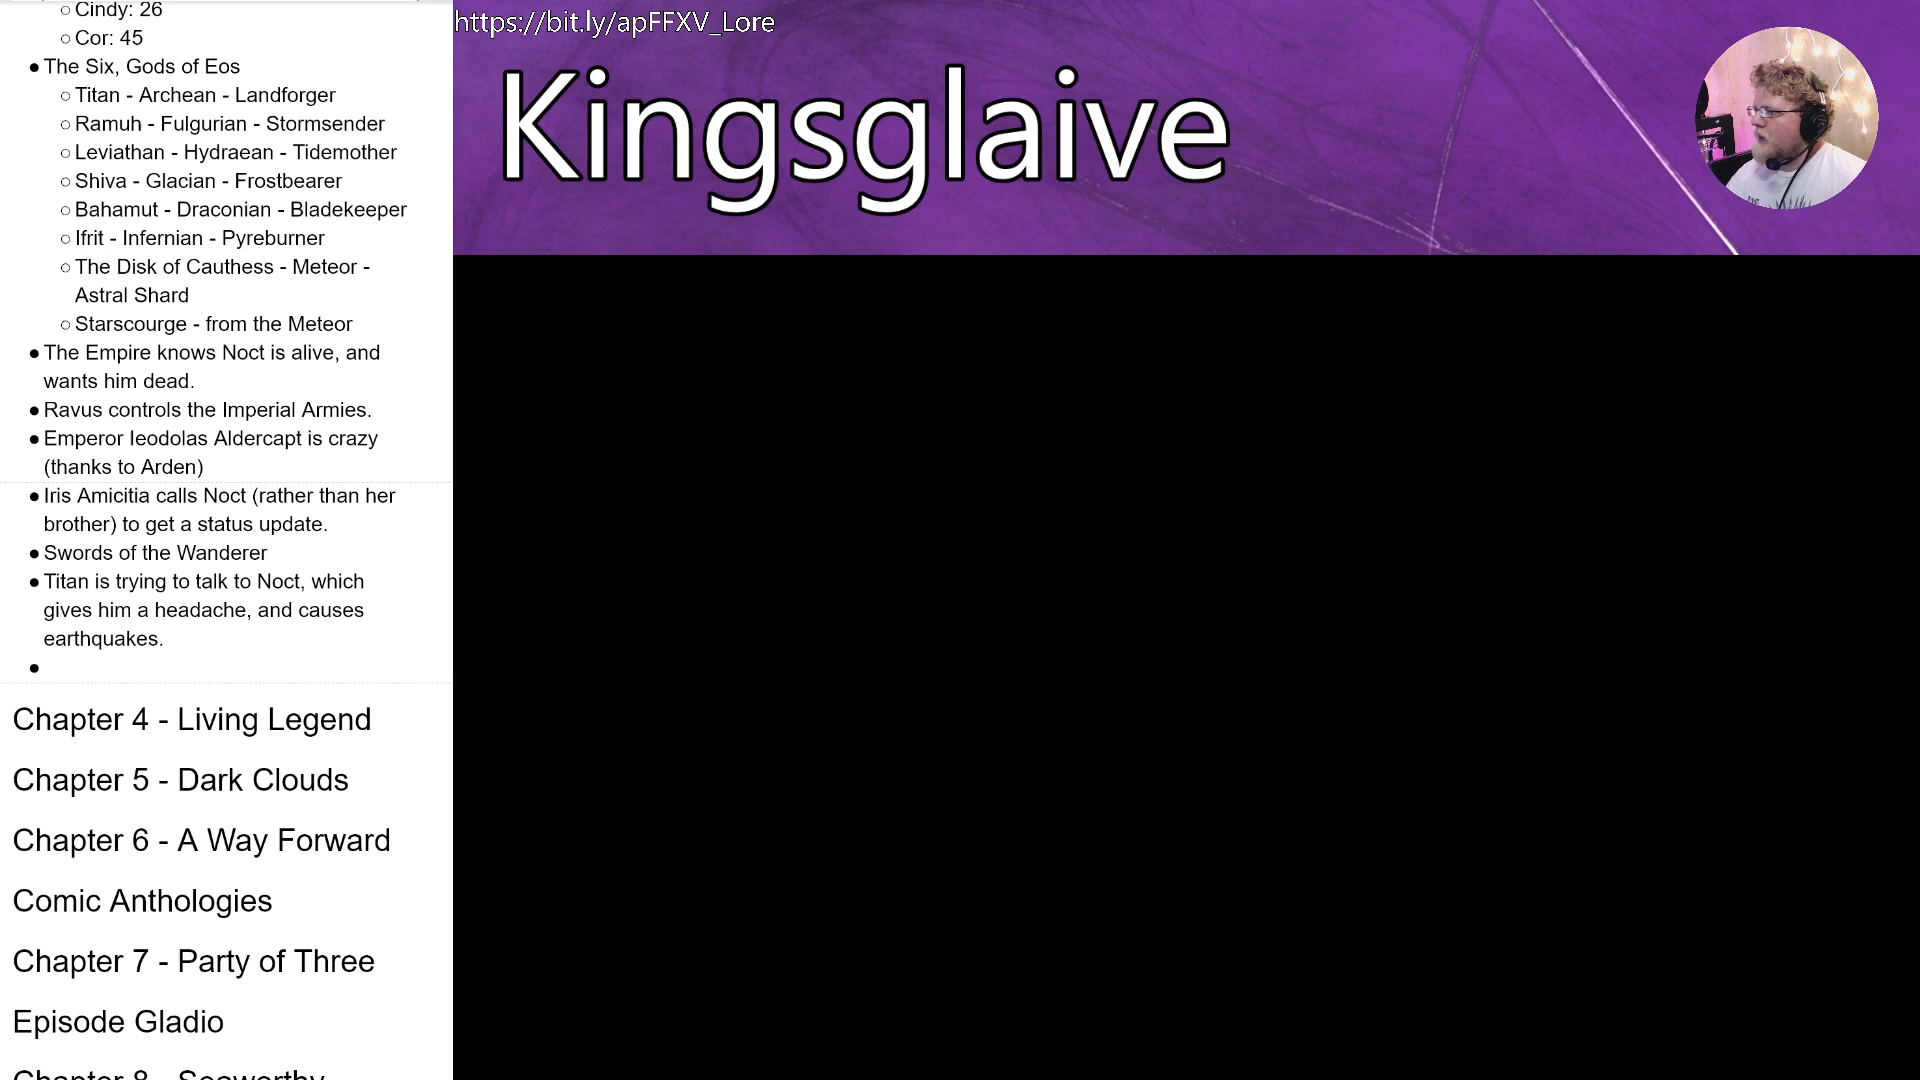 ○ Cindy: 26
○ Cor: 45
● The Six, Gods of Eos
○ Titan - Archean - Landforger
○ Ramuh - Fulgurian - Stormsender
○ Leviathan - Hydraean - Tidemother
○ Shiva - Glacian - Frostbearer
○ Bahamut - Draconian - Bladekeeper
○ Ifrit - Infernian - Pyreburner
○ The Disk of Cauthess - Meteor -
Astral Shard
○ Starscourge - from the Meteor
● The Empire knows Noct is alive, and
wants him dead.
● Ravus controls the Imperial Armies.
● Emperor Ieodolas Aldercapt is crazy
(thanks to Arden)
● Iris Amicitia calls Noct (rather than her
brother) to get a status update.
● Swords of the Wanderer
● Titan is trying to talk to Noct, which
gives him a headache, and causes
earthquakes.
●
Chapter 4 - Living Legend
Chapter 5 - Dark Clouds
Chapter 6 - A Way Forward
Comic Anthologies
Chapter 7 - Party of Three
Episode Gladio
Chapter 8 - Seaworthy
https://bit.ly/apFFXV_Lore
Kingsglaive